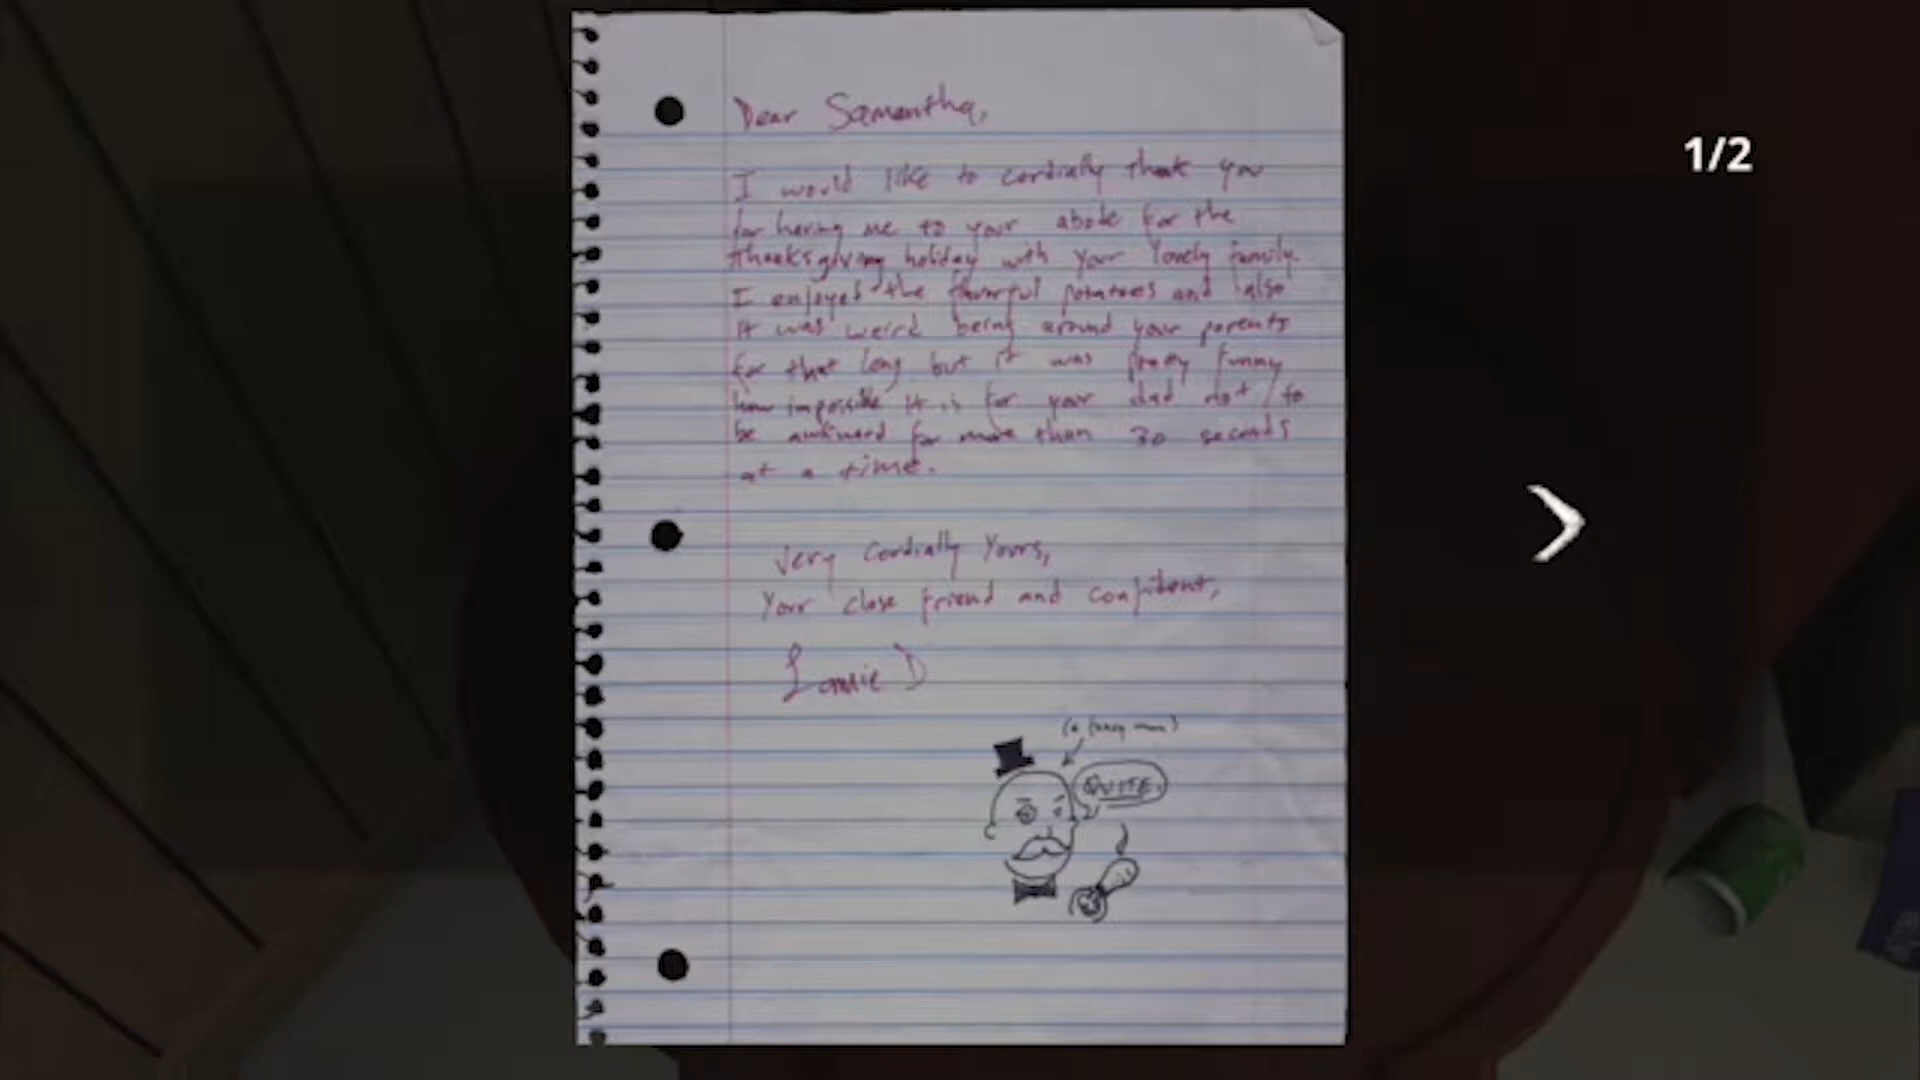 Dear Samantha,
1/2
I would like to cordially thank you
for having me to your abode for the
thanksgiving holiday with your lovely family.
I enjoyed the flavorful potatoes and also
it was weird being around your parents
for that long but it was pretty funny
how impossible it is for your dad not to
be awkward for more than 30 seconds
at a time.
Very Cordially Yours,
Your close friend and confident,
Lonnie D
(a fancy man)
QUITE.